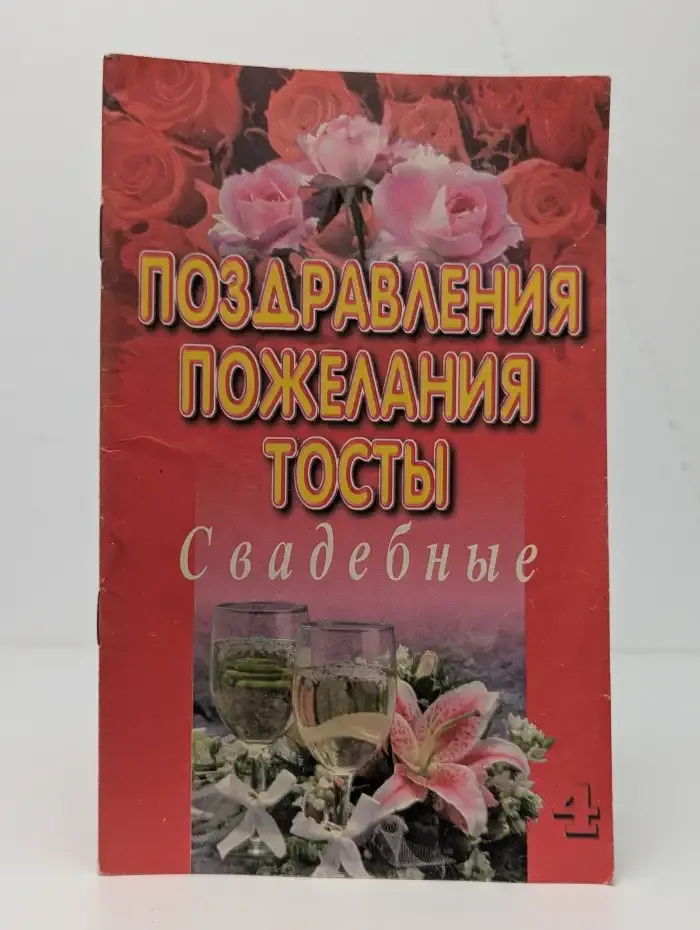 ПОЗДРАВЛЕНИЯ
ПОЖЕЛАНИЯ
ТОСТЫ
Свадебные
4